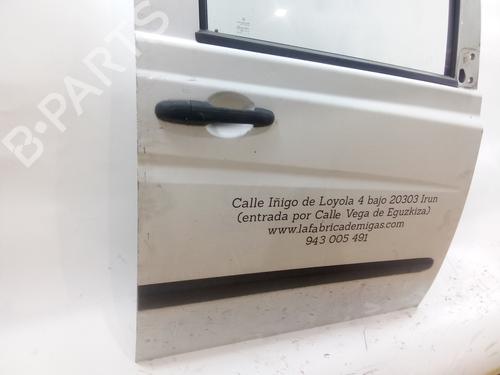 B-PARTS
Calle Iñigo de Loyola 4 bajo 20303 Irun
(entrada por Calle Vega de Eguzkiza)
www.lafabricademigas.com
943 005 491